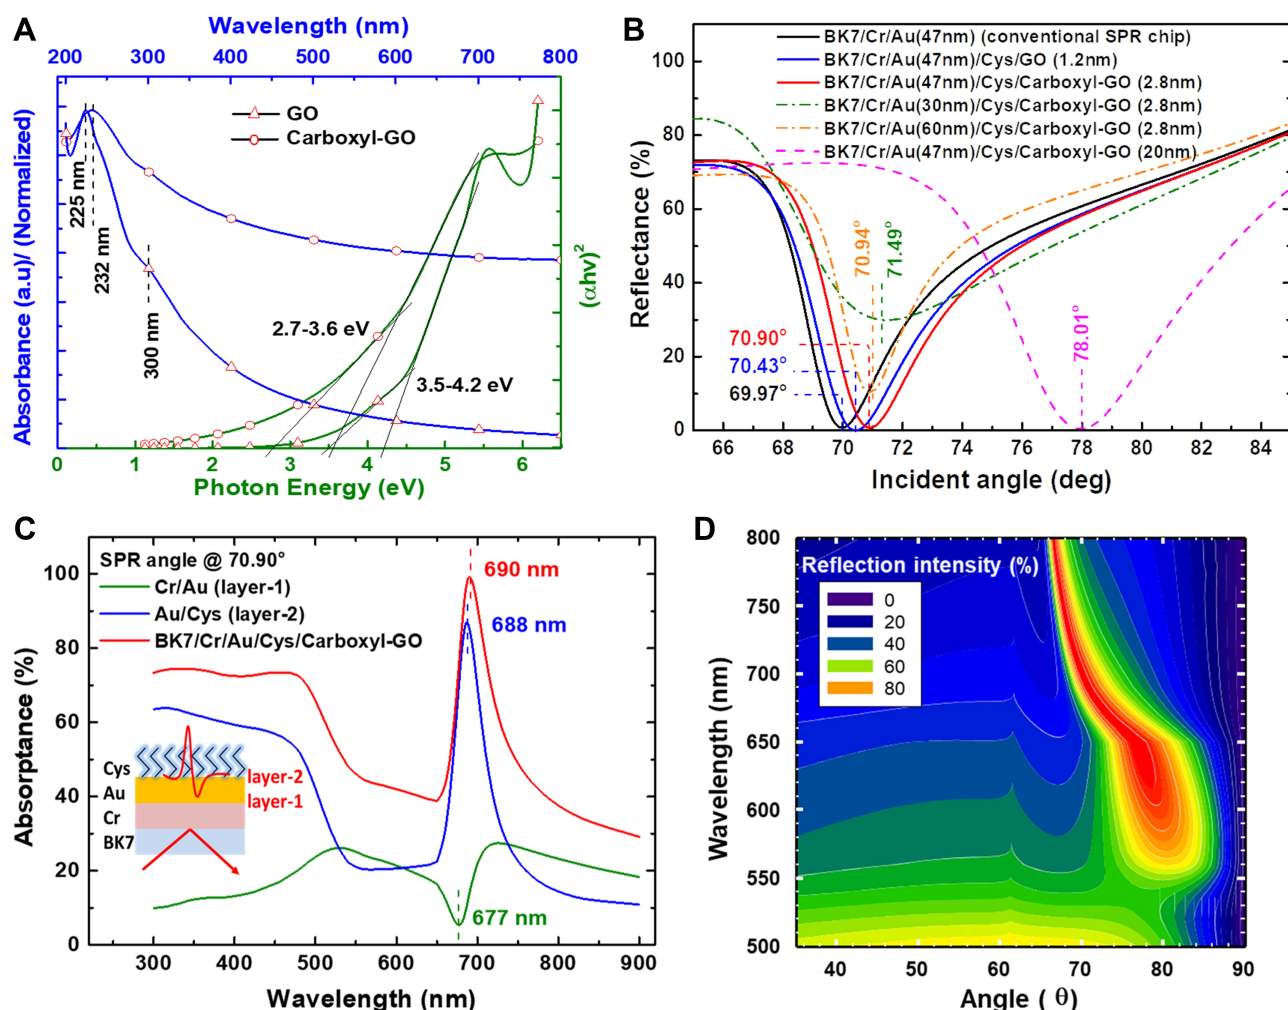 A
Wavelength (nm)
200 300 400 500 600 700 800
GO
Carboxyl-GO
225 nm
232 nm
300 nm
2.7-3.6 eV
3.5-4.2 eV
Absorbance (a.u)/ (Normalized)
(αhν)²
0 1 2 3 4 5 6
Photon Energy (eV)
B
BK7/Cr/Au(47nm) (conventional SPR chip)
BK7/Cr/Au(47nm)/Cys/GO (1.2nm)
BK7/Cr/Au(47nm)/Cys/Carboxyl-GO (2.8nm)
BK7/Cr/Au(30nm)/Cys/Carboxyl-GO (2.8nm)
BK7/Cr/Au(60nm)/Cys/Carboxyl-GO (2.8nm)
BK7/Cr/Au(47nm)/Cys/Carboxyl-GO (20nm)
100
80
60
40
20
0
Reflectance (%)
70.94°
71.49°
78.01°
70.90°
70.43°
69.97°
66 68 70 72 74 76 78 80 82 84
Incident angle (deg)
C
SPR angle @ 70.90°
Cr/Au (layer-1)
Au/Cys (layer-2)
BK7/Cr/Au/Cys/Carboxyl-GO
690 nm
688 nm
677 nm
100
80
60
40
20
0
Absorptance (%)
Cys
Au
Cr
BK7
layer-2
layer-1
300 400 500 600 700 800 900
Wavelength (nm)
D
Reflection intensity (%)
0
20
40
60
80
800
750
700
650
600
550
500
Wavelength (nm)
40 50 60 70 80 90
Angle ( θ)